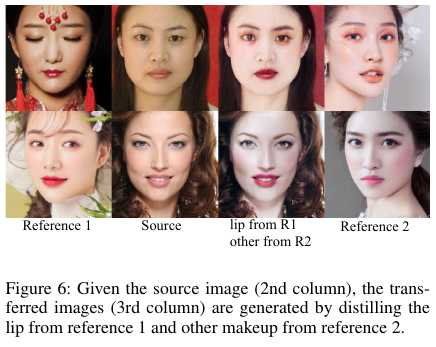 Reference 1
Source
lip from R1
other from R2
Reference 2
Figure 6: Given the source image (2nd column), the trans-
ferred images (3rd column) are generated by distilling the
lip from reference 1 and other makeup from reference 2.